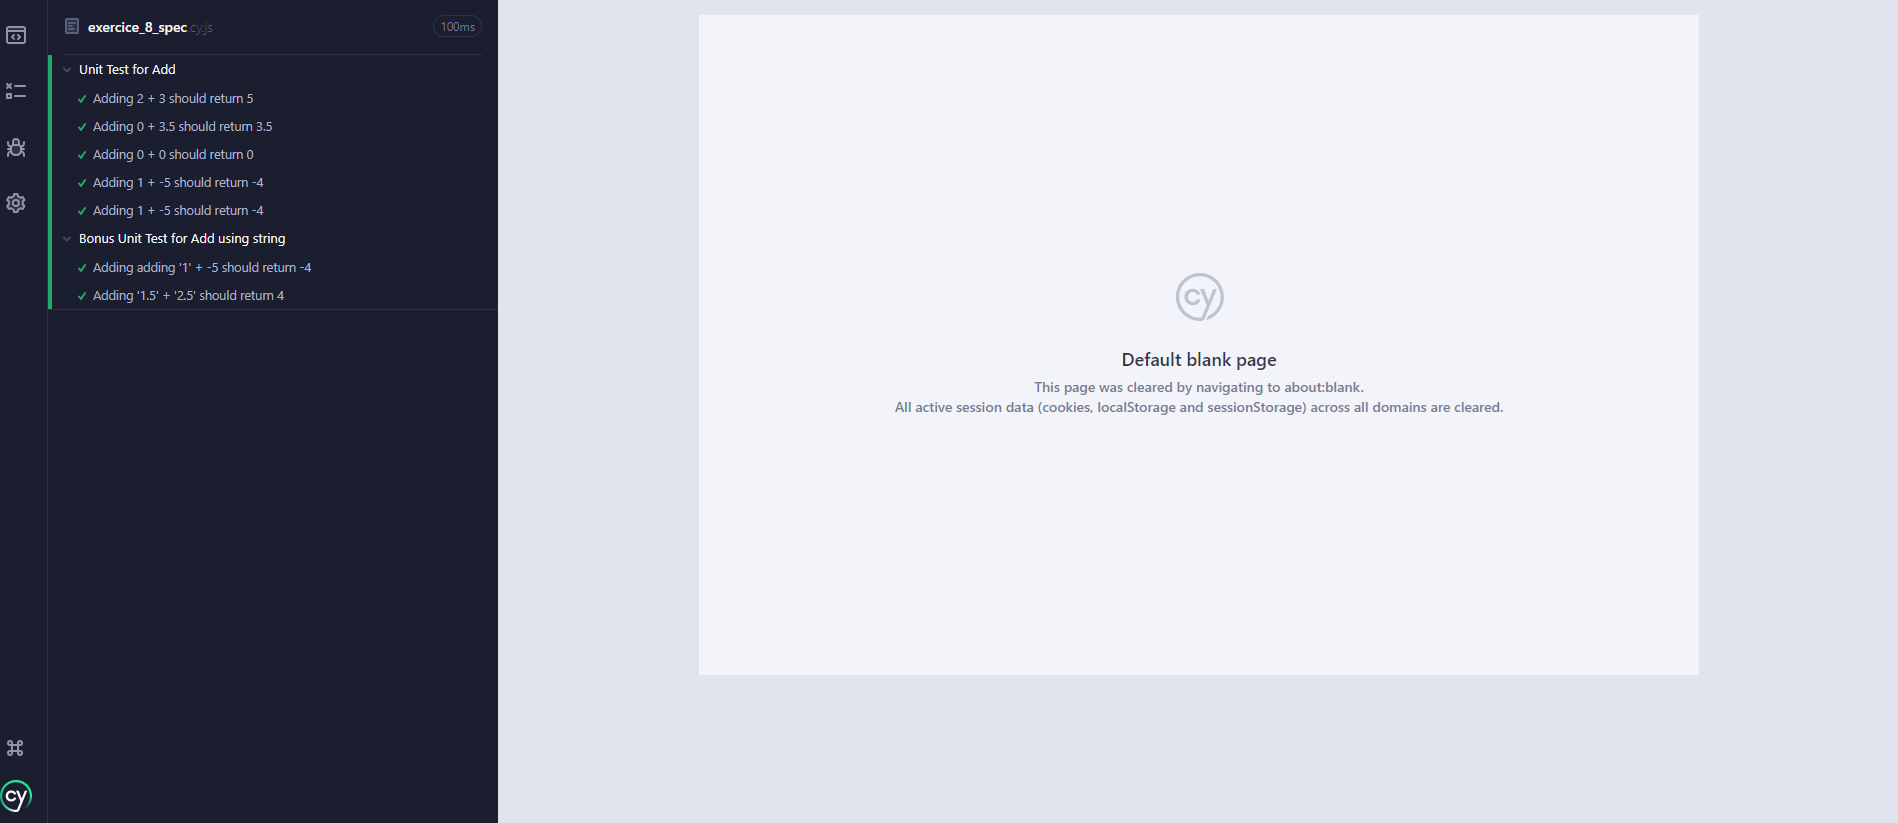 exercice_8_spec.cy.js
100ms
Unit Test for Add
Adding 2 + 3 should return 5
Adding 0 + 3.5 should return 3.5
Adding 0 + 0 should return 0
Adding 1 + -5 should return -4
Adding 1 + -5 should return -4
Bonus Unit Test for Add using string
Adding adding '1' + -5 should return -4
Adding '1.5' + '2.5' should return 4
cy
cy
Default blank page
This page was cleared by navigating to about:blank.
All active session data (cookies, localStorage and sessionStorage) across all domains are cleared.